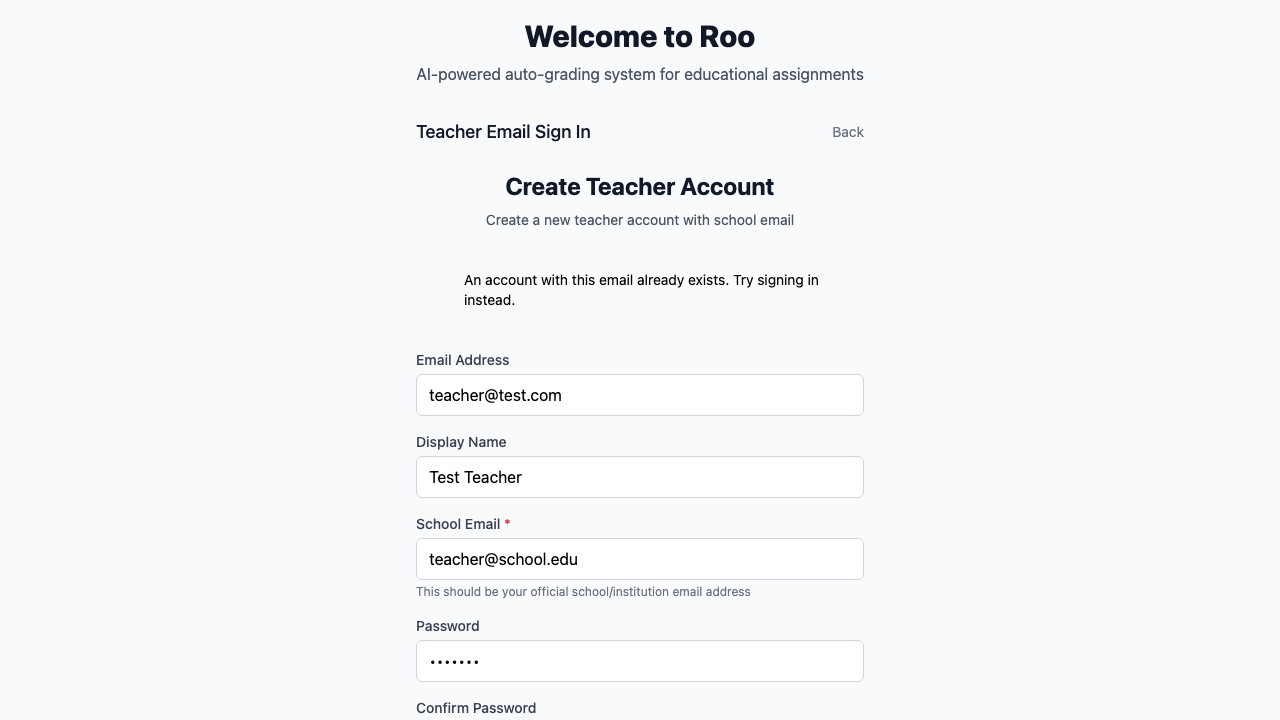 Welcome to Roo
AI-powered auto-grading system for educational assignments
Teacher Email Sign In
Back
Create Teacher Account
Create a new teacher account with school email
An account with this email already exists. Try signing in
instead.
Email Address
teacher@test.com
Display Name
Test Teacher
School Email *
teacher@school.edu
This should be your official school/institution email address
Password
•••••••
Confirm Password